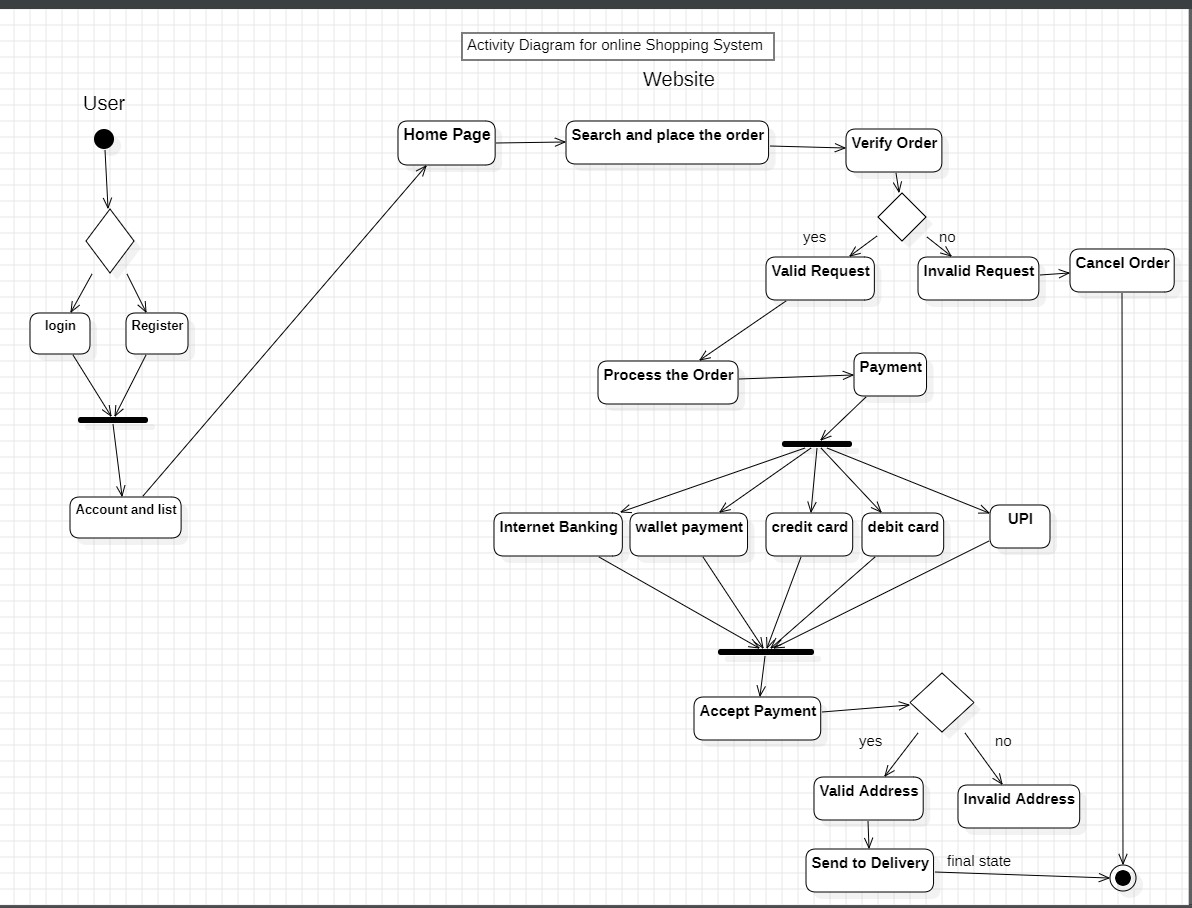 Activity Diagram for online Shopping System
Website
User
Home Page
Search and place the order
Verify Order
yes
no
Valid Request
Invalid Request
Cancel Order
login
Register
Process the Order
Payment
Account and list
Internet Banking
wallet payment
credit card
debit card
UPI
Accept Payment
yes
no
Valid Address
Invalid Address
Send to Delivery
final state